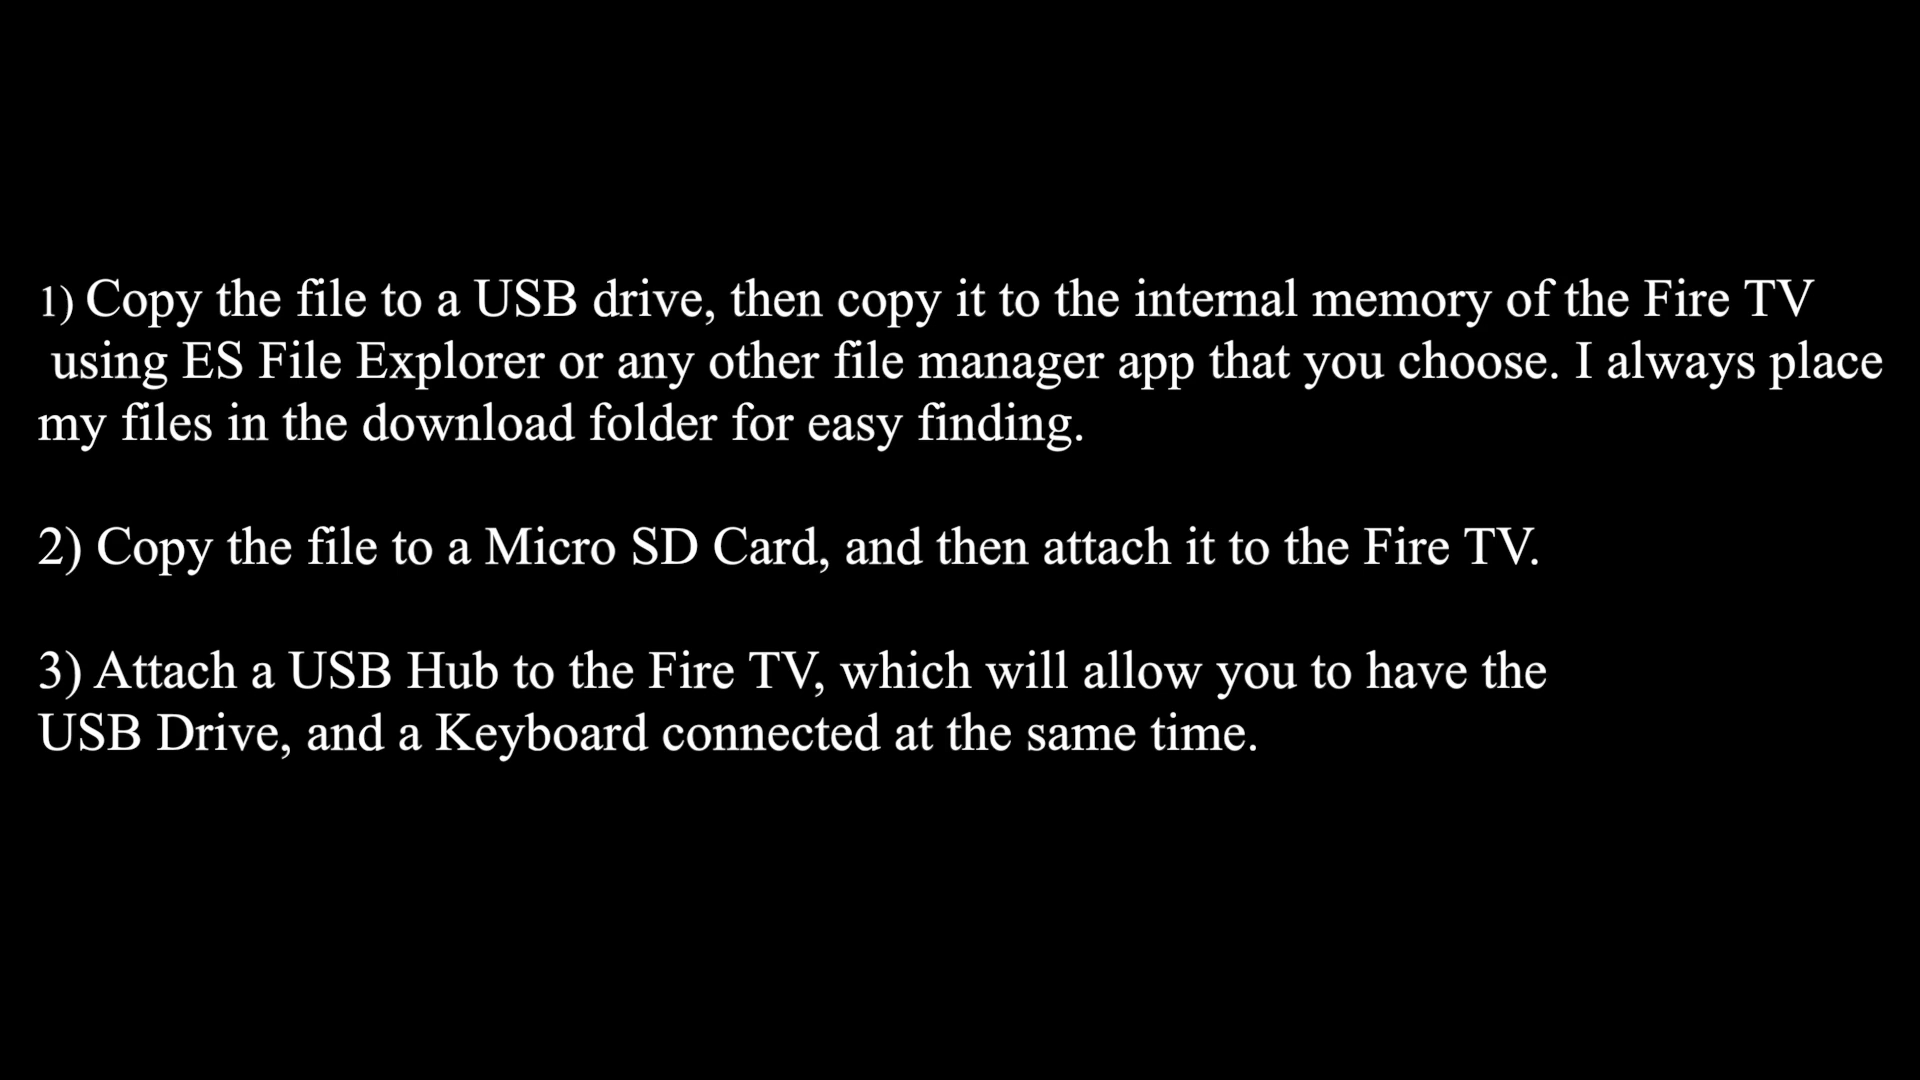 1) Copy the file to a USB drive, then copy it to the internal memory of the Fire TV
using ES File Explorer or any other file manager app that you choose. I always place
my files in the download folder for easy finding.
2) Copy the file to a Micro SD Card, and then attach it to the Fire TV.
3) Attach a USB Hub to the Fire TV, which will allow you to have the
USB Drive, and a Keyboard connected at the same time.